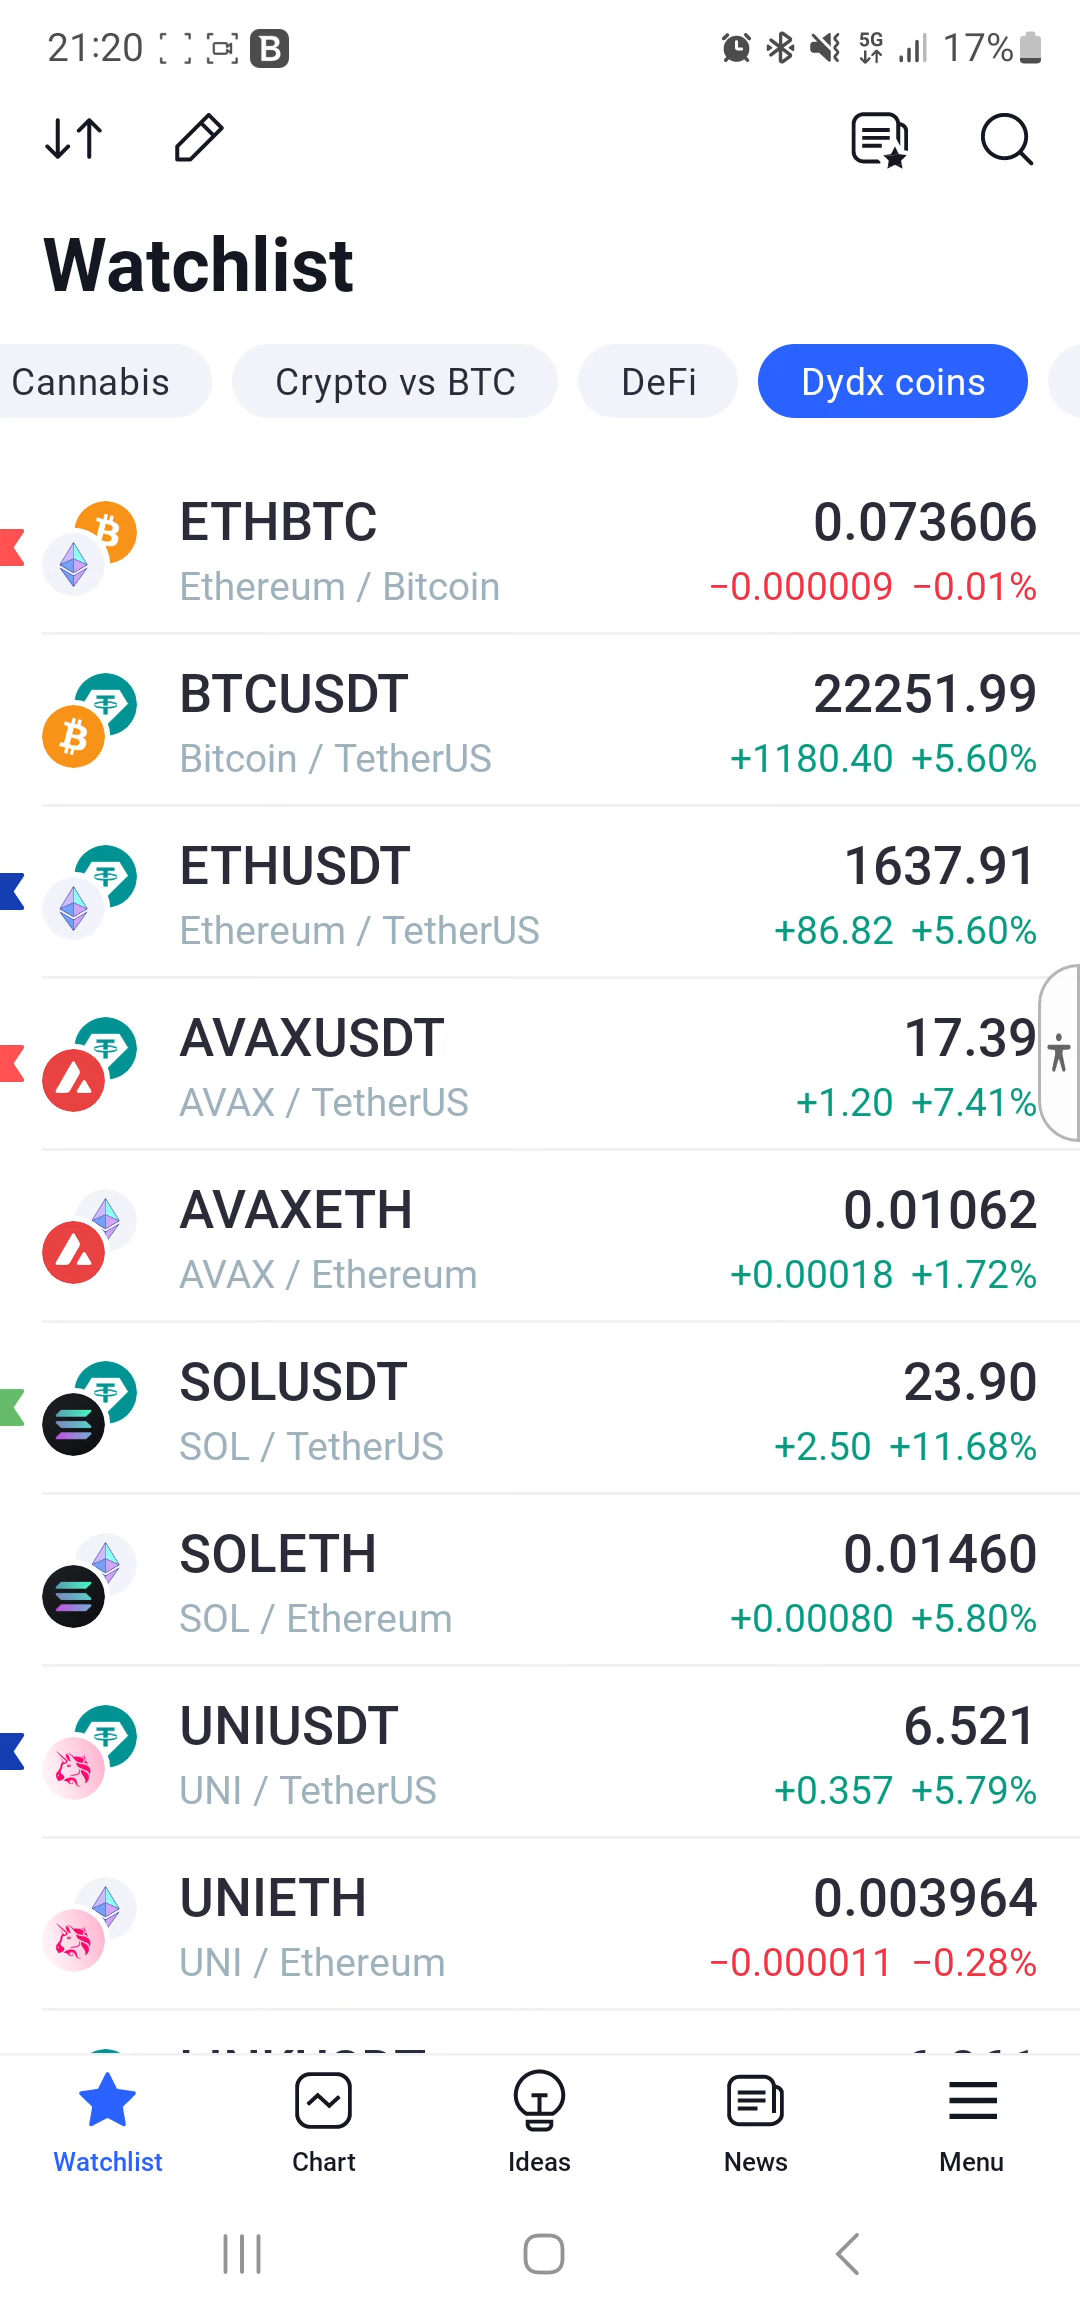 21:20 B 5G 17%
Watchlist
Cannabis Crypto vs BTC DeFi Dydx coins
ETHBTC 0.073606
Ethereum / Bitcoin −0.000009 −0.01%
BTCUSDT 22251.99
Bitcoin / TetherUS +1180.40 +5.60%
ETHUSDT 1637.91
Ethereum / TetherUS +86.82 +5.60%
AVAXUSDT 17.39
AVAX / TetherUS +1.20 +7.41%
AVAXETH 0.01062
AVAX / Ethereum +0.00018 +1.72%
SOLUSDT 23.90
SOL / TetherUS +2.50 +11.68%
SOLETH 0.01460
SOL / Ethereum +0.00080 +5.80%
UNIUSDT 6.521
UNI / TetherUS +0.357 +5.79%
UNIETH 0.003964
UNI / Ethereum −0.000011 −0.28%
Watchlist Chart Ideas News Menu